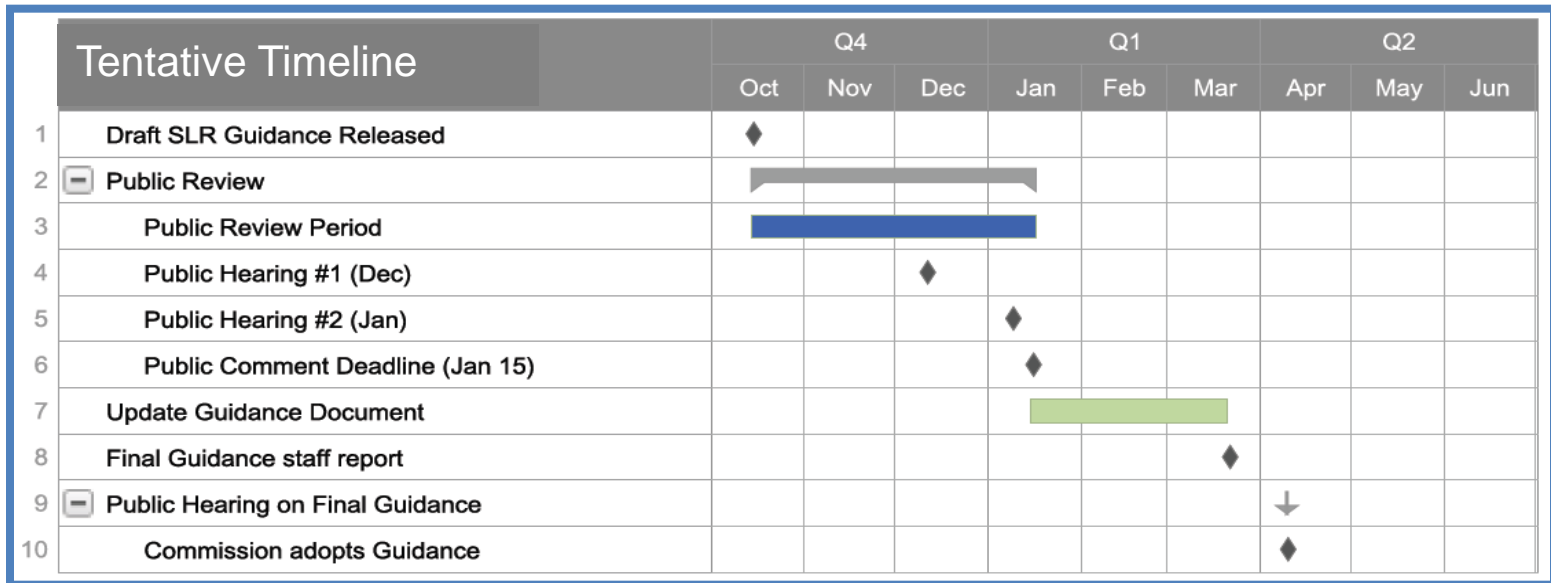 Tentative Timeline
Q4 Q1 Q2
Oct Nov Dec Jan Feb Mar Apr May Jun
1 Draft SLR Guidance Released
2 Public Review
3 Public Review Period
4 Public Hearing #1 (Dec)
5 Public Hearing #2 (Jan)
6 Public Comment Deadline (Jan 15)
7 Update Guidance Document
8 Final Guidance staff report
9 Public Hearing on Final Guidance
10 Commission adopts Guidance